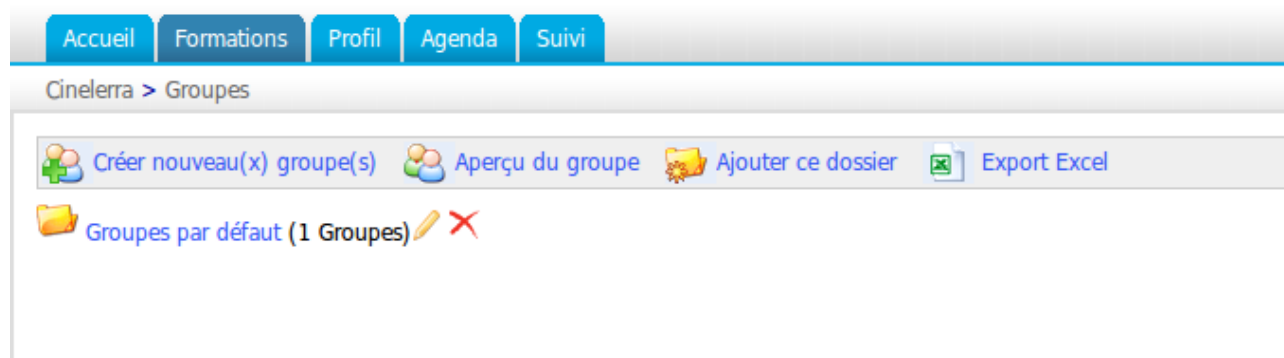 Accueil Formations Profil Agenda Suivi
Cinelerra > Groupes
Créer nouveau(x) groupe(s) Aperçu du groupe Ajouter ce dossier Export Excel
Groupes par défaut (1 Groupes)